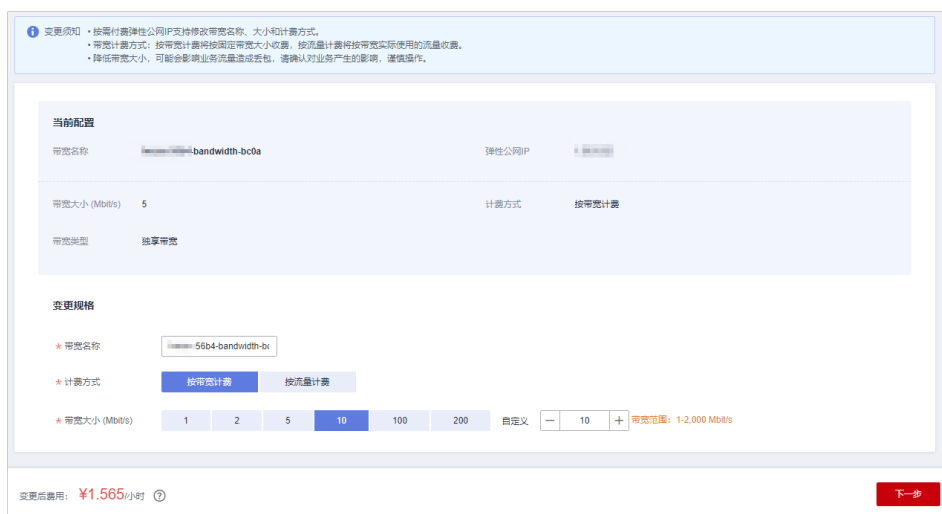 变更须知 • 按需付费弹性公网IP支持修改带宽名称、大小和计费方式。
• 带宽计费方式：按带宽计费将按固定带宽大小收费，按流量计费将按带宽实际使用的流量收费。
• 降低带宽大小，可能会影响业务流量造成丢包，请确认对业务产生的影响，谨慎操作。
当前配置
带宽名称 -bandwidth-bc0a 弹性公网IP
带宽大小 (Mbit/s) 5 计费方式 按带宽计费
带宽类型 独享带宽
变更规格
* 带宽名称 56b4-bandwidth-bc
* 计费方式 按带宽计费 按流量计费
* 带宽大小 (Mbit/s) 1 2 5 10 100 200 自定义 − 10 + 带宽范围：1-2,000 Mbit/s
变更后费用： ¥1.565/小时 ? 下一步